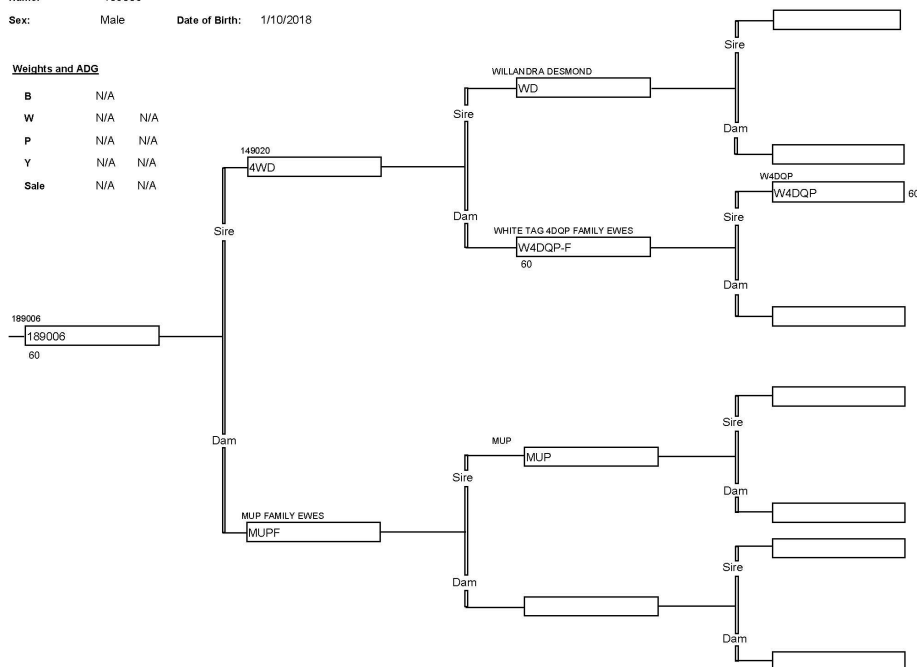 Sex: Male Date of Birth: 1/10/2018
Weights and ADG
B N/A
W N/A N/A
P N/A N/A
Y N/A N/A
Sale N/A N/A
189006
189006
60
Sire
Dam
149020
4WD
MUP FAMILY EWES
MUPF
Sire
Dam
WILLANDRA DESMOND
WD
WHITE TAG 4DQP FAMILY EWES
W4DQP-F
60
Sire
Dam
MUP
MUP
Sire
Dam
Sire
Dam
W4DQP
W4DQP
Sire
Dam
Sire
Dam